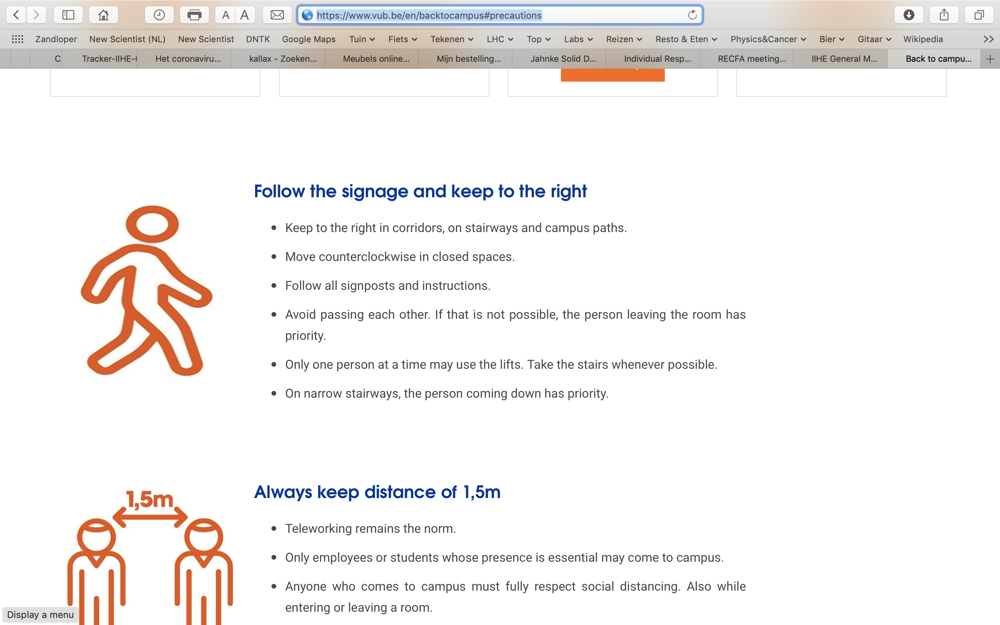 A A https://www.vub.be/en/backtocampus#precautions
Zandloper New Scientist (NL) New Scientist DNTK Google Maps Tuin Fiets Tekenen LHC Top Labs Reizen Resto & Eten Physics&Cancer Bier Gitaar Wikipedia
C Tracker-IIHE-( Het coronaviru... kallax - Zoeken... Meubels online... Mijn bestelling... Jahnke Solid D... Individual Resp... RECFA meeting... IIHE General M... Back to campu...
Follow the signage and keep to the right
Keep to the right in corridors, on stairways and campus paths.
Move counterclockwise in closed spaces.
Follow all signposts and instructions.
Avoid passing each other. If that is not possible, the person leaving the room has
priority.
Only one person at a time may use the lifts. Take the stairs whenever possible.
On narrow stairways, the person coming down has priority.
1,5m
Always keep distance of 1,5m
Teleworking remains the norm.
Only employees or students whose presence is essential may come to campus.
Anyone who comes to campus must fully respect social distancing. Also while
entering or leaving a room.
Display a menu